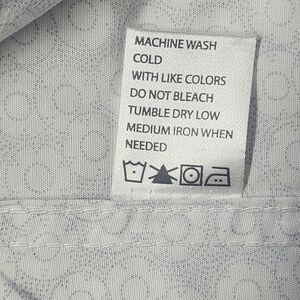 MACHINE WASH
COLD
WITH LIKE COLORS
DO NOT BLEACH
TUMBLE DRY LOW
MEDIUM IRON WHEN
NEEDED